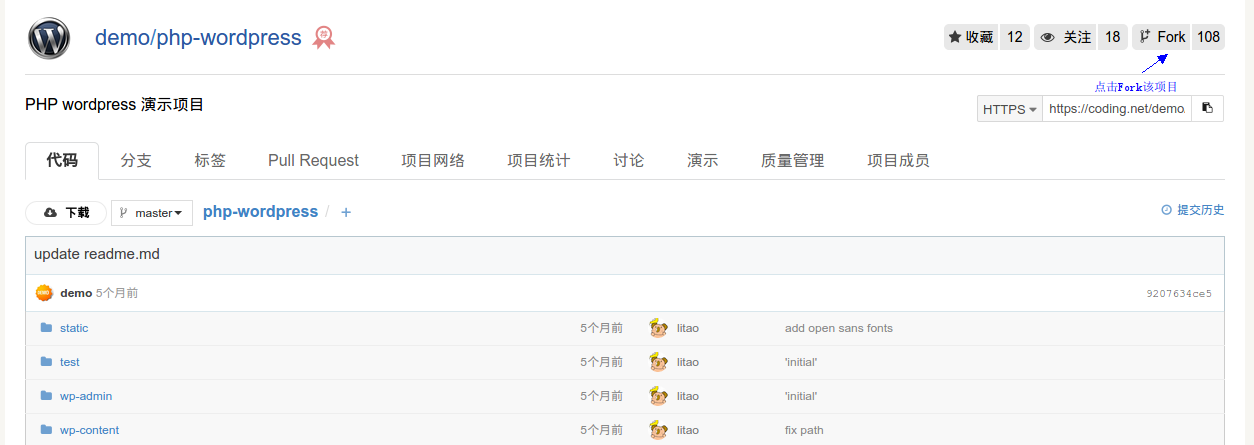 demo/php-wordpress 荐 收藏 12 关注 18 Fork 108
点击Fork该项目
PHP wordpress 演示项目 HTTPS https://coding.net/demo
代码 分支 标签 Pull Request 项目网络 项目统计 讨论 演示 质量管理 项目成员
下载 master php-wordpress / + 提交历史
update readme.md
demo 5个月前 9207634ce5
static 5个月前 litao add open sans fonts
test 5个月前 litao 'initial'
wp-admin 5个月前 litao 'initial'
wp-content 5个月前 litao fix path